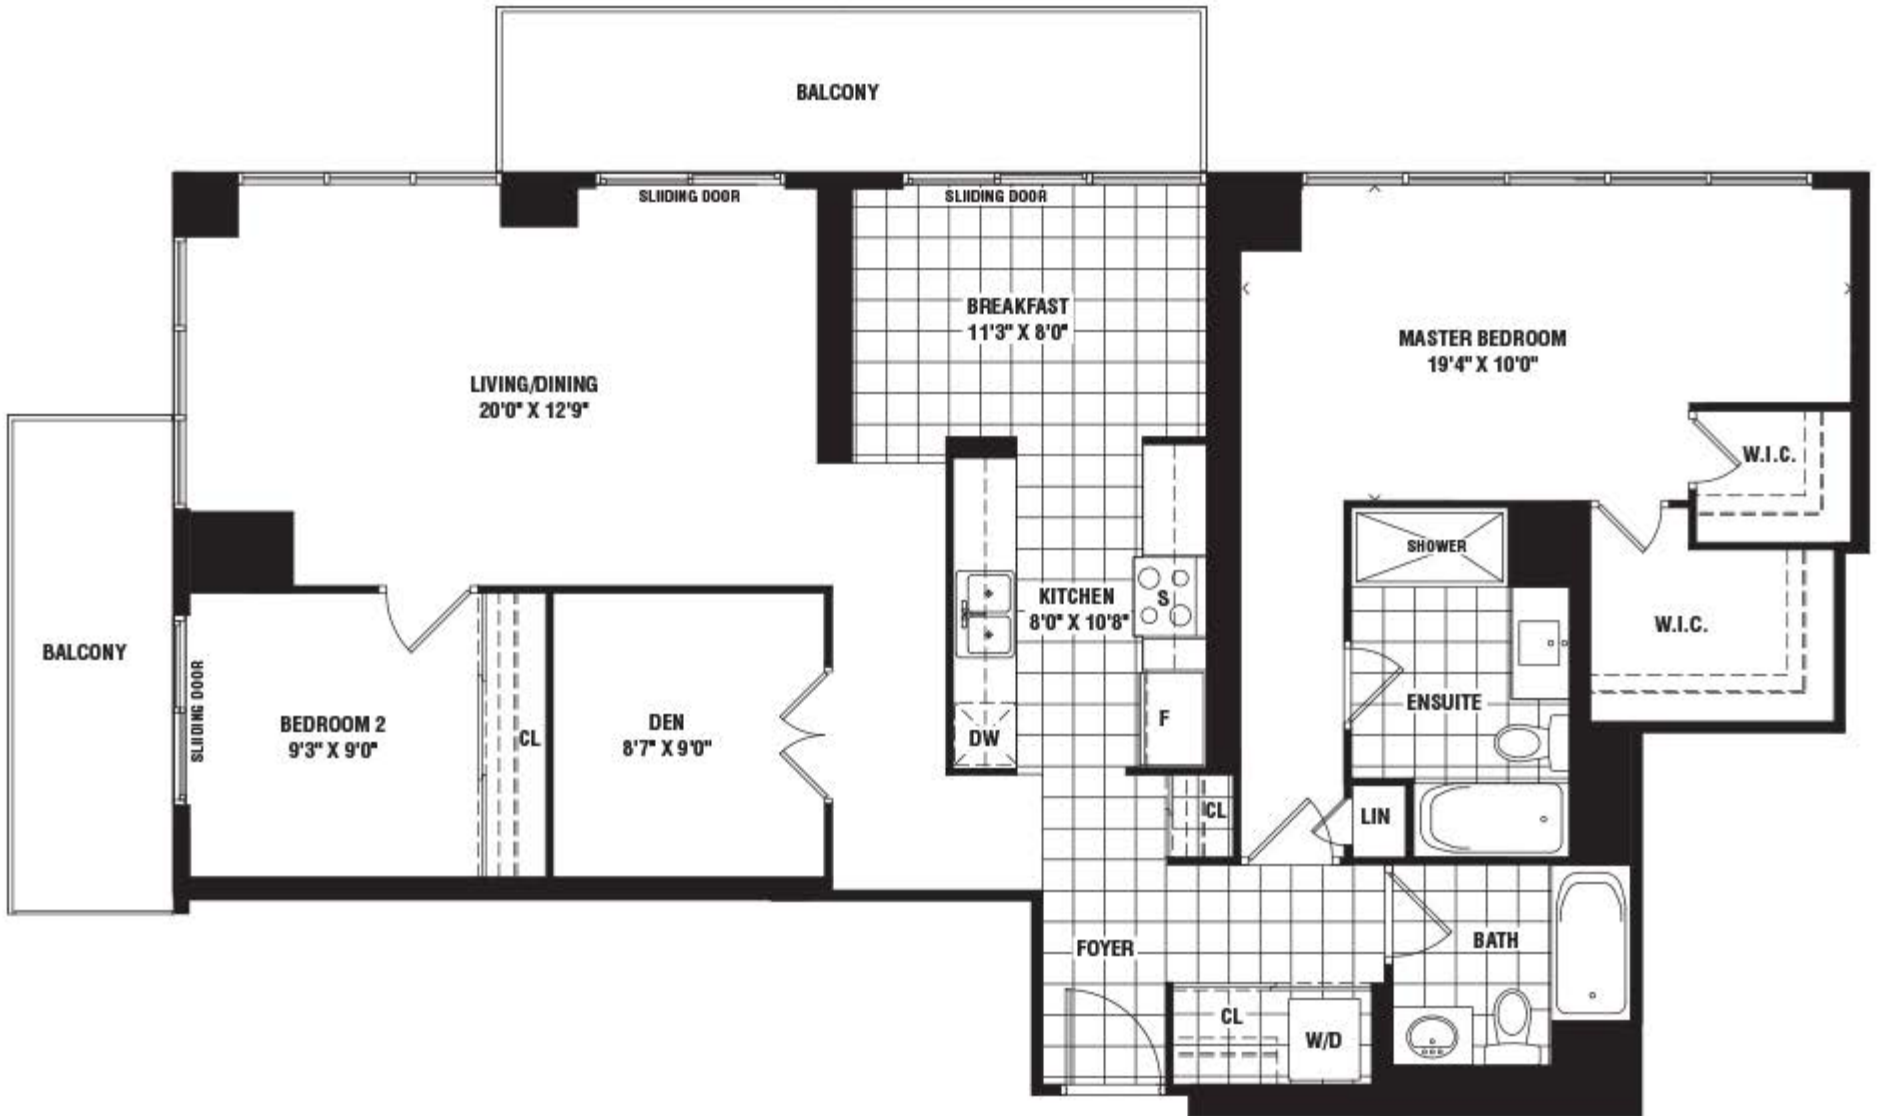 BALCONY
SLIIDING DOOR
SLIIDING DOOR
BREAKFAST
11'3" X 8'0"
MASTER BEDROOM
19'4" X 10'0"
LIVING/DINING
20'0" X 12'9"
W.I.C.
SHOWER
KITCHEN
8'0" X 10'8"
S
W.I.C.
BALCONY
SLIIDING DOOR
BEDROOM 2
9'3" X 9'0"
CL
DEN
8'7" X 9'0"
DW
F
ENSUITE
CL
LIN
FOYER
BATH
CL
W/D